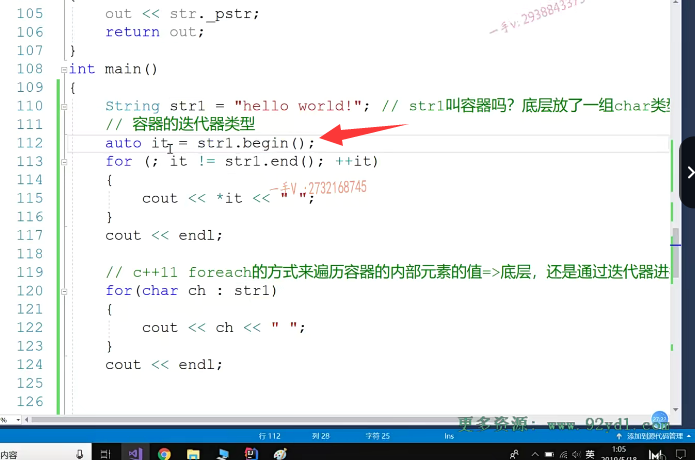 105 out << str._pstr;
106 return out;
107 }
108 int main()
109 {
110 String str1 = "hello world!"; // str1叫容器吗？底层放了一组char类型
111 // 容器的迭代器类型
112 auto it = str1.begin();
113 for (; it != str1.end(); ++it)
114 {
115 cout << *it << " ";
一手V :2732168745
116 }
117 cout << endl;
118
119 // c++11 foreach的方式来遍历容器的内部元素的值=>底层，还是通过迭代器进
120 for(char ch : str1)
121 {
122 cout << ch << " ";
123 }
124 cout << endl;
125
126
更多资源: www.92vdl.com
行 112 列 28 字符 25 Ins 添加到源代码管理
内容 英 1:05